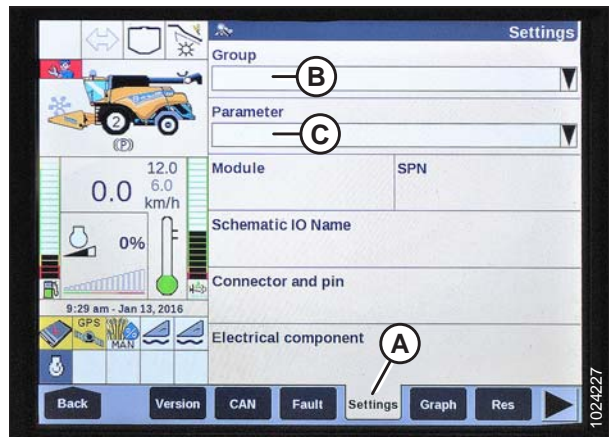 Settings
Group
B
Parameter
C
2
(P)
12.0
0.0 6.0
km/h
Module SPN
0%
Schematic IO Name
Connector and pin
9:29 am - Jan 13, 2016
GPS
MAN
Electrical component
A
Back Version CAN Fault Settings Graph Res
1024227